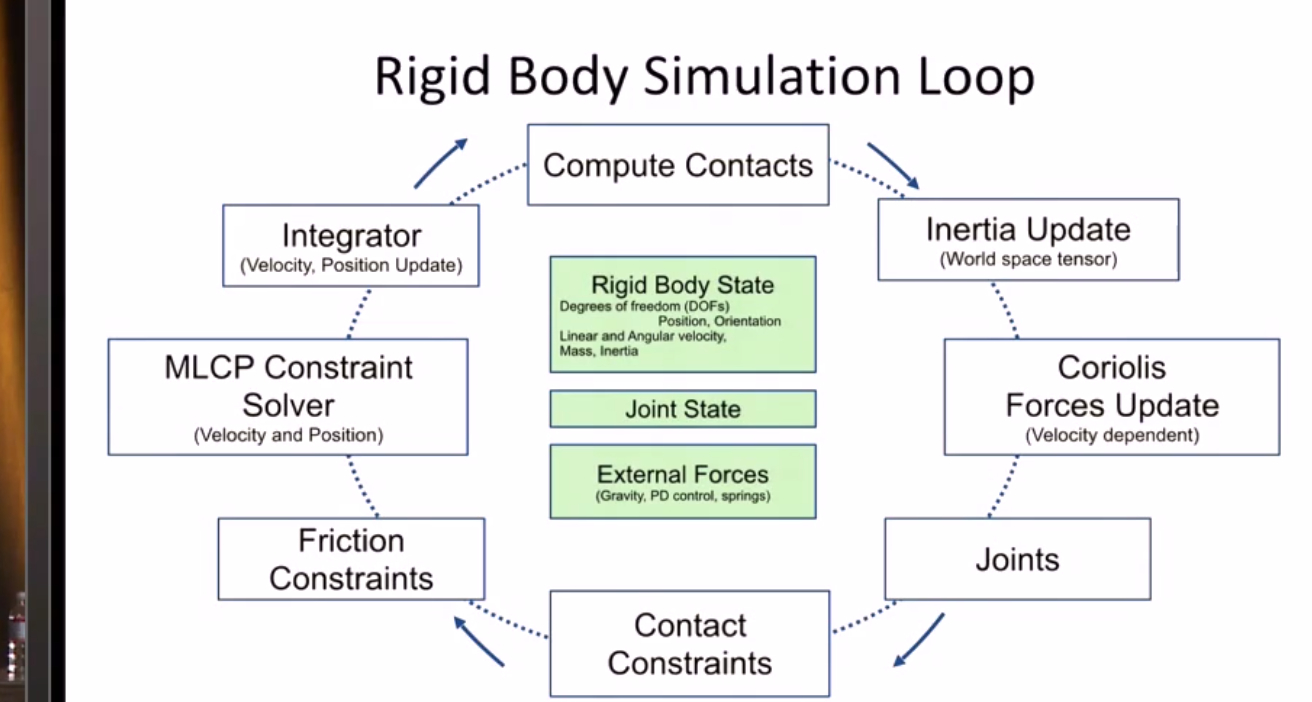 Rigid Body Simulation Loop
Compute Contacts
Inertia Update
(World space tensor)
Coriolis
Forces Update
(Velocity dependent)
Joints
Contact
Constraints
Friction
Constraints
MLCP Constraint
Solver
(Velocity and Position)
Integrator
(Velocity, Position Update)
Rigid Body State
Degrees of freedom (DOFs)
Position, Orientation
Linear and Angular velocity,
Mass, Inertia
Joint State
External Forces
(Gravity, PD control, springs)